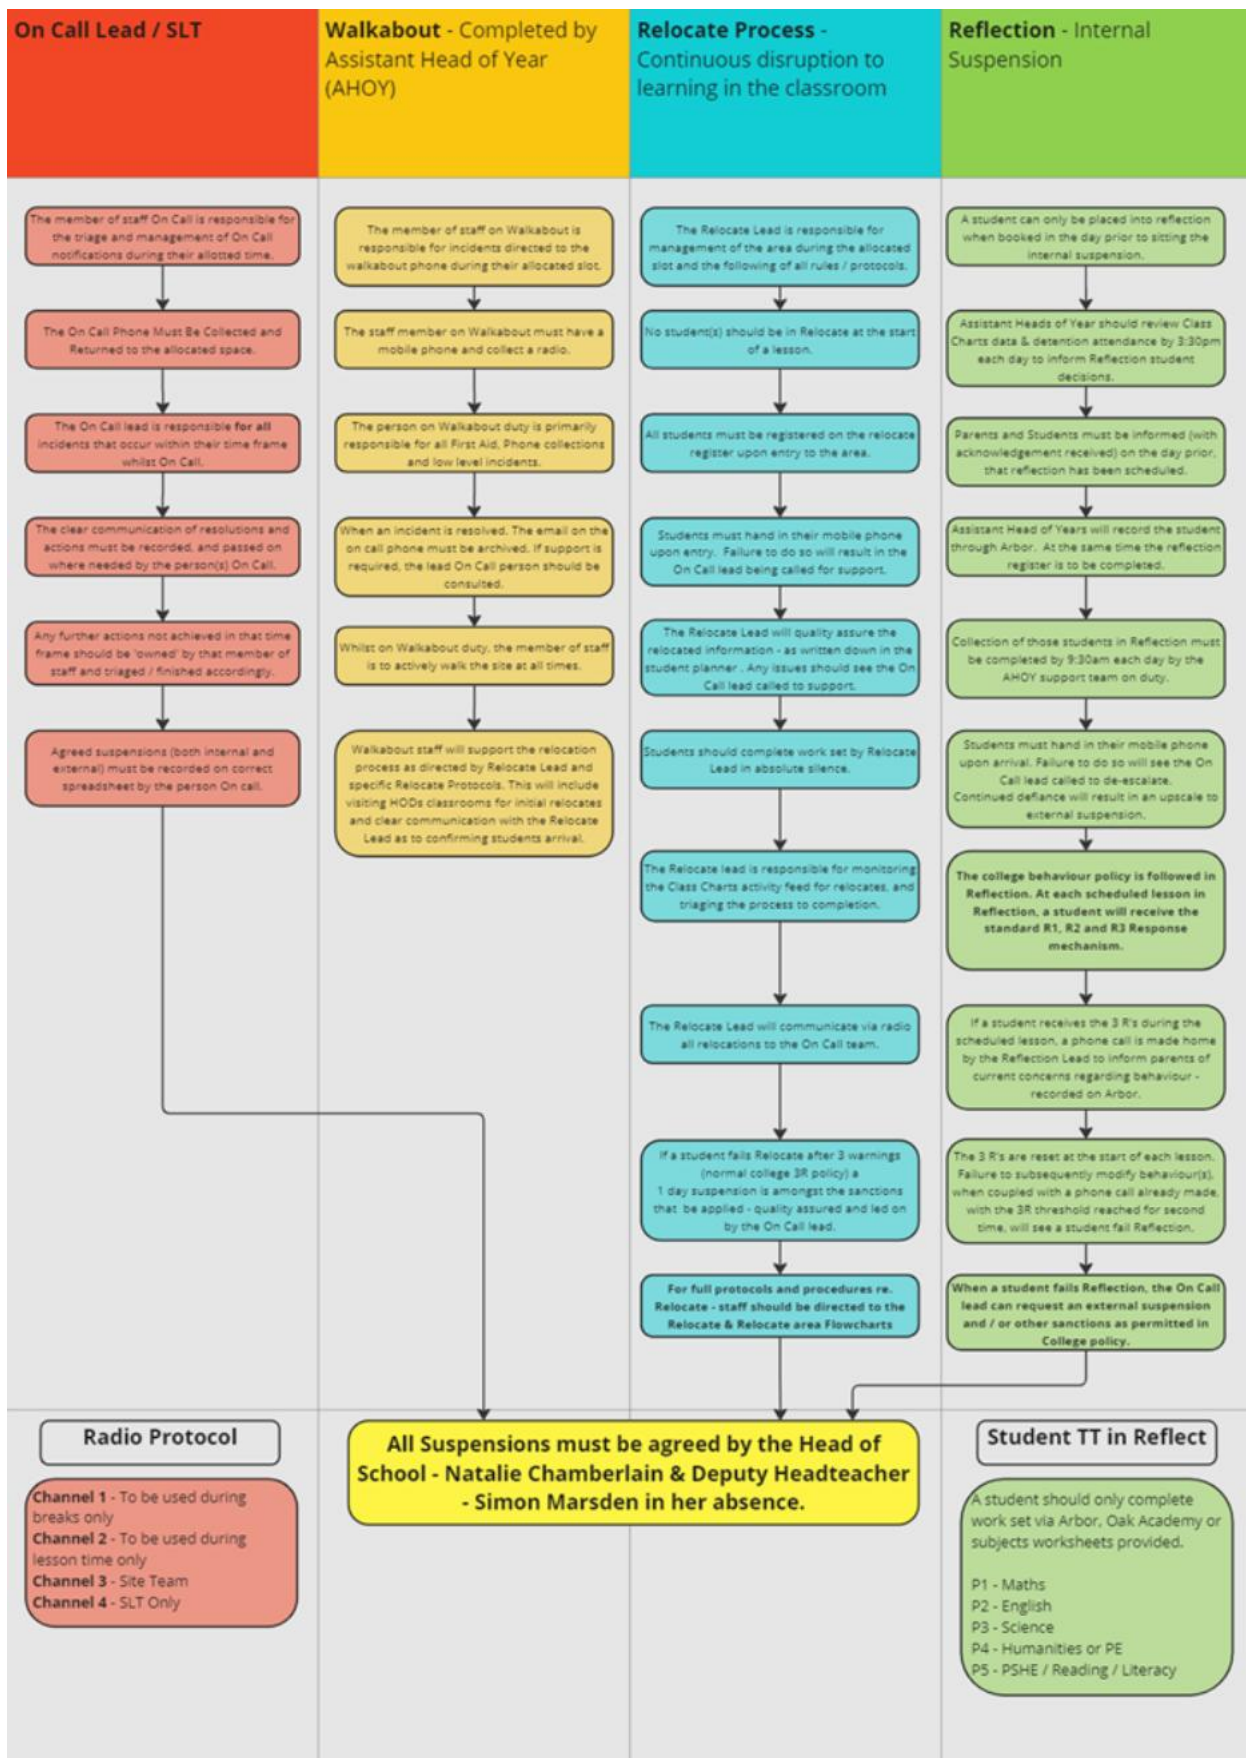 On Call Lead / SLT
The member of staff On Call is responsible for
the triage and management of On Call
notifications during their allotted time.
The On Call Phone Must Be Collected and
Returned to the allocated space.
The On Call lead is responsible for all
incidents that occur within their time frame
whilst On Call.
The clear communication of resolutions and
actions must be recorded, and passed on
where needed by the person(s) On Call.
Any further actions not achieved in that time
frame should be 'owned' by that member of
staff and triaged / finished accordingly.
Agreed suspensions (both internal and
external) must be recorded on correct
spreadsheet by the person On call.
Walkabout - Completed by
Assistant Head of Year
(AHOY)
The member of staff on Walkabout is
responsible for incidents directed to the
walkabout phone during their allocated slot.
The staff member on Walkabout must have a
mobile phone and collect a radio.
The person on Walkabout duty is primarily
responsible for all First Aid, Phone collections
and low level incidents.
When an incident is resolved. The email on the
on call phone must be archived. If support is
required, the lead On Call person should be
consulted.
Whilst on Walkabout duty, the member of staff
is to actively walk the site at all times.
Walkabout staff will support the relocation
process as directed by Relocate Lead and
specific Relocate Protocols. This will include
visiting HODs classrooms for initial relocates
and clear communication with the Relocate
Lead as to confirming students arrival.
Relocate Process -
Continuous disruption to
learning in the classroom
The Relocate Lead is responsible for
management of the area during the allocated
slot and the following of all rules / protocols.
No student(s) should be in Relocate at the start
of a lesson.
All students must be registered on the relocate
register upon entry to the area.
Students must hand in their mobile phone
upon entry. Failure to do so will result in the
On Call lead being called for support.
The Relocate Lead will quality assure the
relocated information - as written down in the
student planner . Any issues should see the On
Call lead called to support.
Students should complete work set by Relocate
Lead in absolute silence.
The Relocate lead is responsible for monitoring
the Class Charts activity feed for relocates, and
triaging the process to completion.
The Relocate Lead will communicate via radio
all relocations to the On Call team.
If a student fails Relocate after 3 warnings
(normal college 3R policy) a
1 day suspension is amongst the sanctions
that be applied - quality assured and led on
by the On Call lead.
For full protocols and procedures re.
Relocate - staff should be directed to the
Relocate & Relocate area Flowcharts
Reflection - Internal
Suspension
A student can only be placed into reflection
when booked in the day prior to sitting the
internal suspension.
Assistant Heads of Year should review Class
Charts data & detention attendance by 3:30pm
each day to inform Reflection student
decisions.
Parents and Students must be informed (with
acknowledgement received) on the day prior,
that reflection has been scheduled.
Assistant Head of Years will record the student
through Arbor. At the same time the reflection
register is to be completed.
Collection of those students in Reflection must
be completed by 9:30am each day by the
AHOY support team on duty.
Students must hand in their mobile phone
upon arrival. Failure to do so will see the On
Call lead called to de-escalate.
Continued defiance will result in an upscale to
external suspension.
The college behaviour policy is followed in
Reflection. At each scheduled lesson in
Reflection, a student will receive the
standard R1, R2 and R3 Response
mechanism.
If a student receives the 3 R's during the
scheduled lesson, a phone call is made home
by the Reflection Lead to inform parents of
current concerns regarding behaviour -
recorded on Arbor.
The 3 R's are reset at the start of each lesson.
Failure to subsequently modify behaviour(s),
when coupled with a phone call already made,
with the 3R threshold reached for second
time, will see a student fail Reflection.
When a student fails Reflection, the On Call
lead can request an external suspension
and / or other sanctions as permitted in
College policy.
Radio Protocol
Channel 1 - To be used during
breaks only
Channel 2 - To be used during
lesson time only
Channel 3 - Site Team
Channel 4 - SLT Only
All Suspensions must be agreed by the Head of
School - Natalie Chamberlain & Deputy Headteacher
- Simon Marsden in her absence.
Student TT in Reflect
A student should only complete
work set via Arbor, Oak Academy or
subjects worksheets provided.
P1 - Maths
P2 - English
P3 - Science
P4 - Humanities or PE
P5 - PSHE / Reading / Literacy